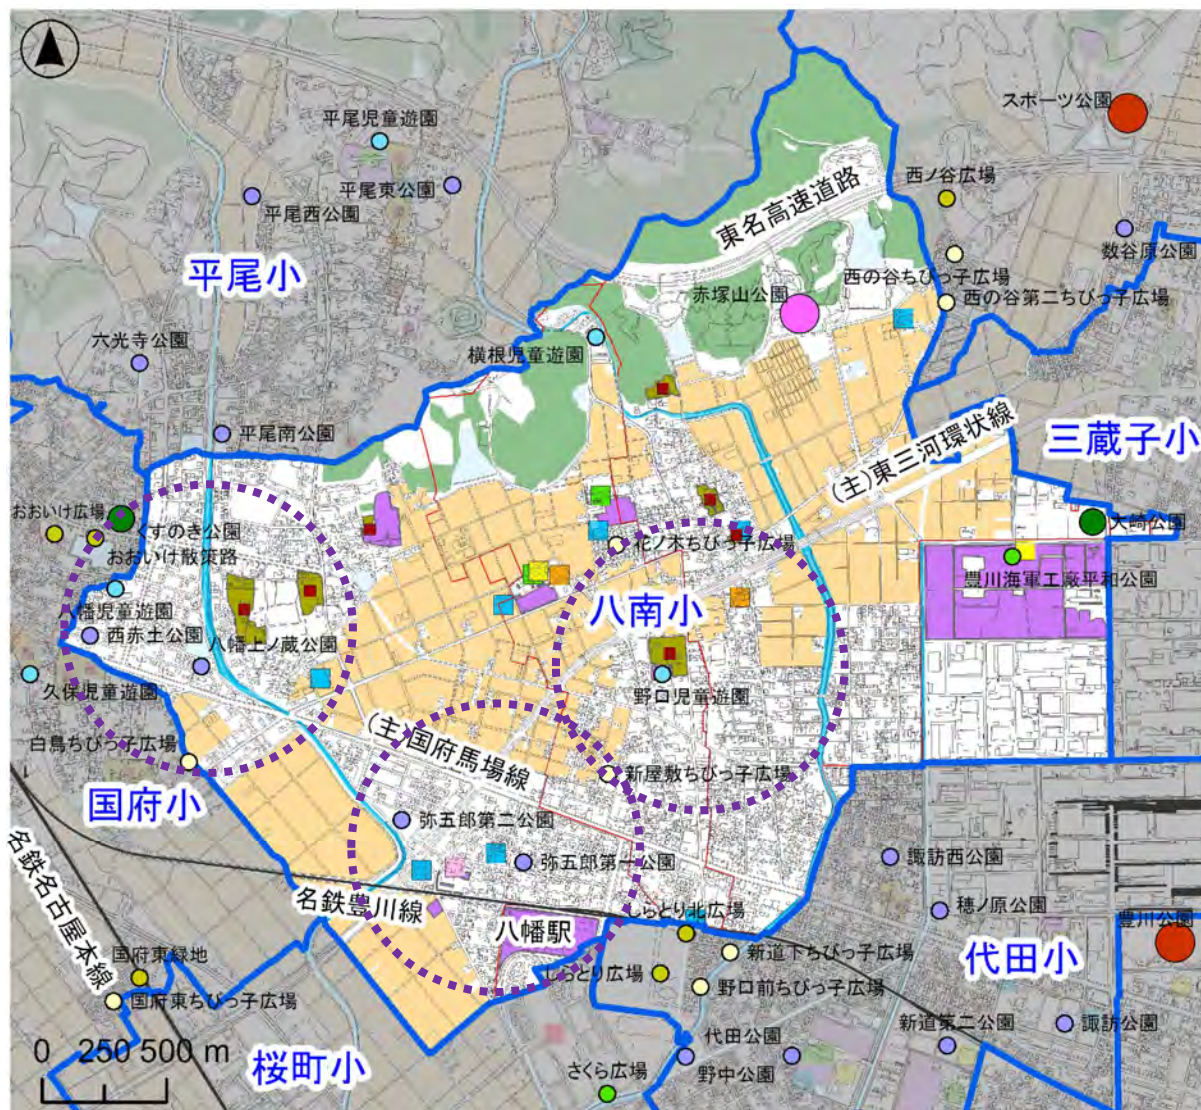 スポーツ公園
平尾児童遊園
平尾東公園
西ノ谷広場
平尾西公園
東名高速道路
数谷原公園
平尾小
西の谷ちびっ子広場
赤塚山公園
西の谷第二ちびっ子広場
六光寺公園
横根児童遊園
平尾南公園
(主)東三河環状線
三蔵子小
おおいけ広場
くすのき公園
大崎公園
おおいけ散策路
花ノ木ちびっ子広場
豊川海軍工廠平和公園
八幡児童遊園
八南小
西赤土公園
八幡上ノ蔵公園
久保児童遊園
野口児童遊園
(主)国府馬場線
白鳥ちびっ子広場
新屋敷ちびっ子広場
国府小
弥五郎第二公園
名鉄名古屋本線
弥五郎第一公園
諏訪西公園
名鉄豊川線
しらとり北広場
穂ノ原公園
豊川公園
八幡駅
国府東緑地
新道下ちびっ子広場
代田小
しらとり広場
国府東ちびっ子広場
野口前ちびっ子広場
新道第二公園
諏訪公園
代田公園
0 250 500 m
桜町小
さくら広場
野中公園